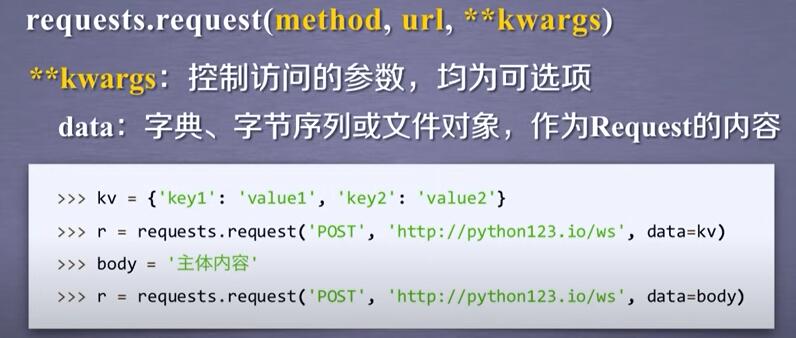 requests.request(method, url, **kwargs)
**kwargs：控制访问的参数，均为可选项
data：字典、字节序列或文件对象，作为Request的内容
>>> kv = {'key1': 'value1', 'key2': 'value2'}
>>> r = requests.request('POST', 'http://python123.io/ws', data=kv)
>>> body = '主体内容'
>>> r = requests.request('POST', 'http://python123.io/ws', data=body)